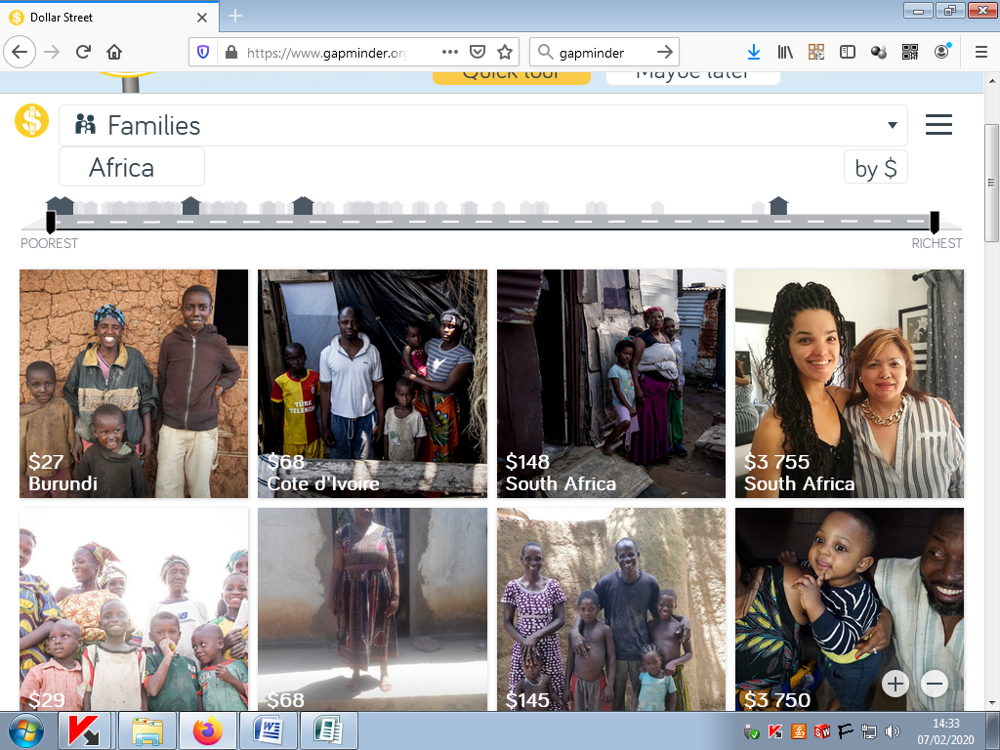 Dollar Street
https://www.gapminder.org
gapminder
Quick tour
Maybe later
Families
Africa
by $
POOREST
RICHEST
$27
Burundi
$68
Cote d'Ivoire
$148
South Africa
$3 755
South Africa
TÜRK
TELEKOM
$29
$68
$145
$3 750
14:33
07/02/2020